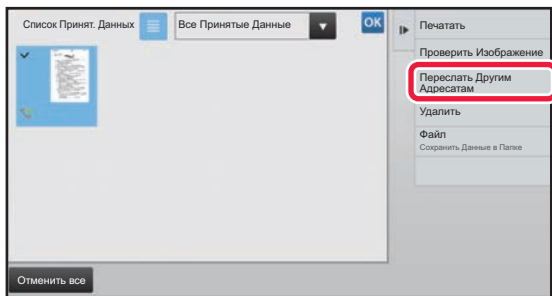 Список Принят. Данных
Все Принятые Данные
OK
Печатать
Проверить Изображение
Переслать Другим
Адресатам
Удалить
Файл
Сохранить Данные в Папке
Отменить все